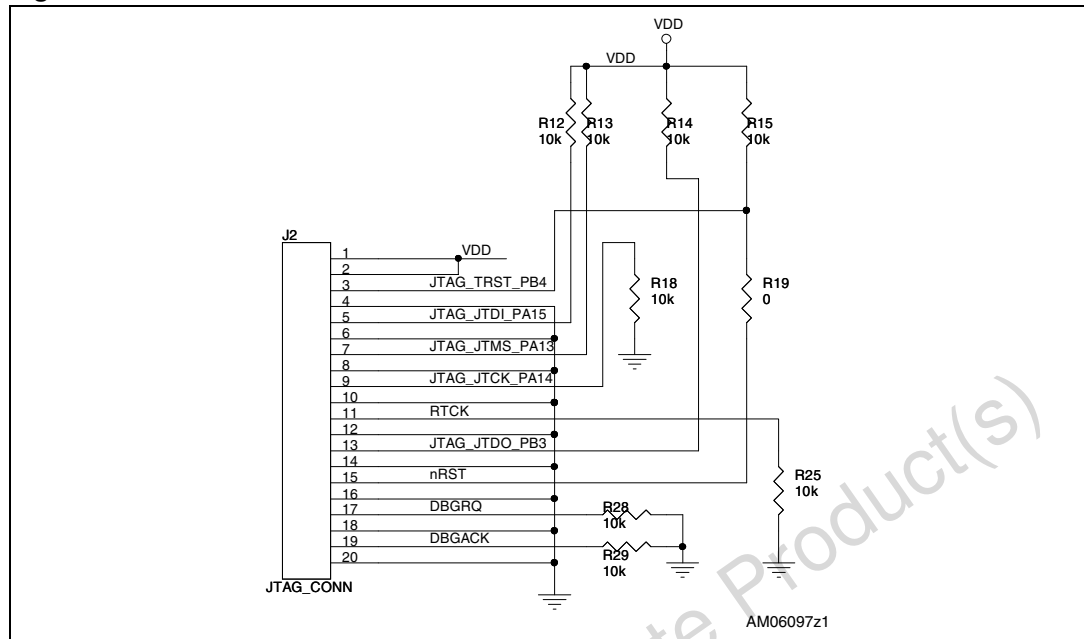 VDD
VDD
R12
10k
R13
10k
R14
10k
R15
10k
J2
1
VDD
2
3
JTAG_TRST_PB4
4
5
JTAG_JTDI_PA15
6
7
JTAG_JTMS_PA13
8
9
JTAG_JTCK_PA14
10
11
RTCK
12
13
JTAG_JTDO_PB3
14
15
nRST
16
17
DBGRQ
18
19
DBGACK
20
JTAG_CONN
R18
10k
R19
0
R25
10k
R28
10k
R29
10k
Product(s)
AM06097z1